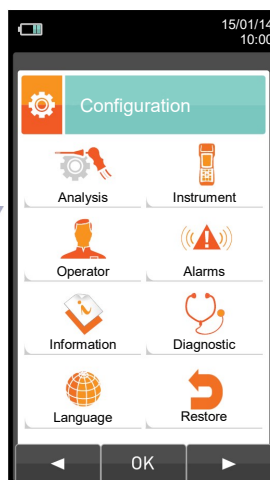 15/01/14
10:00
Configuration
Analysis
Instrument
Operator
Alarms
Information
Diagnostic
Language
Restore
OK